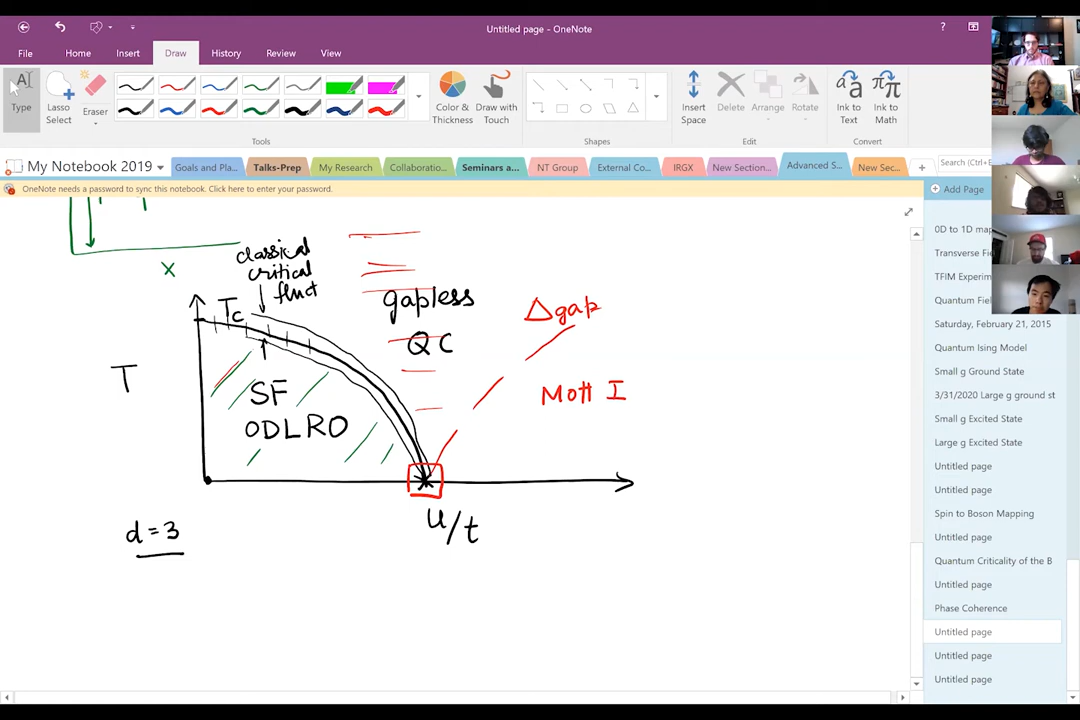 Untitled page - OneNote
?
File
Home
Insert
Draw
History
Review
View
Type
Lasso Select
Eraser
Color & Thickness
Draw with Touch
Insert Space
Delete
Arrange
Rotate
Ink to Text
Ink to Math
Tools
Shapes
Edit
Convert
My Notebook 2019
Goals and Pla...
Talks-Prep
My Research
Collaboratio...
Seminars a...
NT Group
External Co...
IRGX
New Section...
Advanced S...
New Sec...
Search (Ctrl+E
OneNote needs a password to sync this notebook. Click here to enter your password.
Add Page
0D to 1D map
Transverse Fi
TFIM Experim
Quantum Fiel
Saturday, February 21, 2015
Quantum Ising Model
Small g Ground State
3/31/2020 Large g ground st
Small g Excited State
Large g Excited State
Untitled page
Untitled page
Spin to Boson Mapping
Untitled page
Quantum Criticality of the B
Untitled page
Phase Coherence
Untitled page
Untitled page
Untitled page
x
classical
critical
fluct
Tc
gapless
QC
Δgap
T
SF
ODLRO
Mott I
d=3
U/t